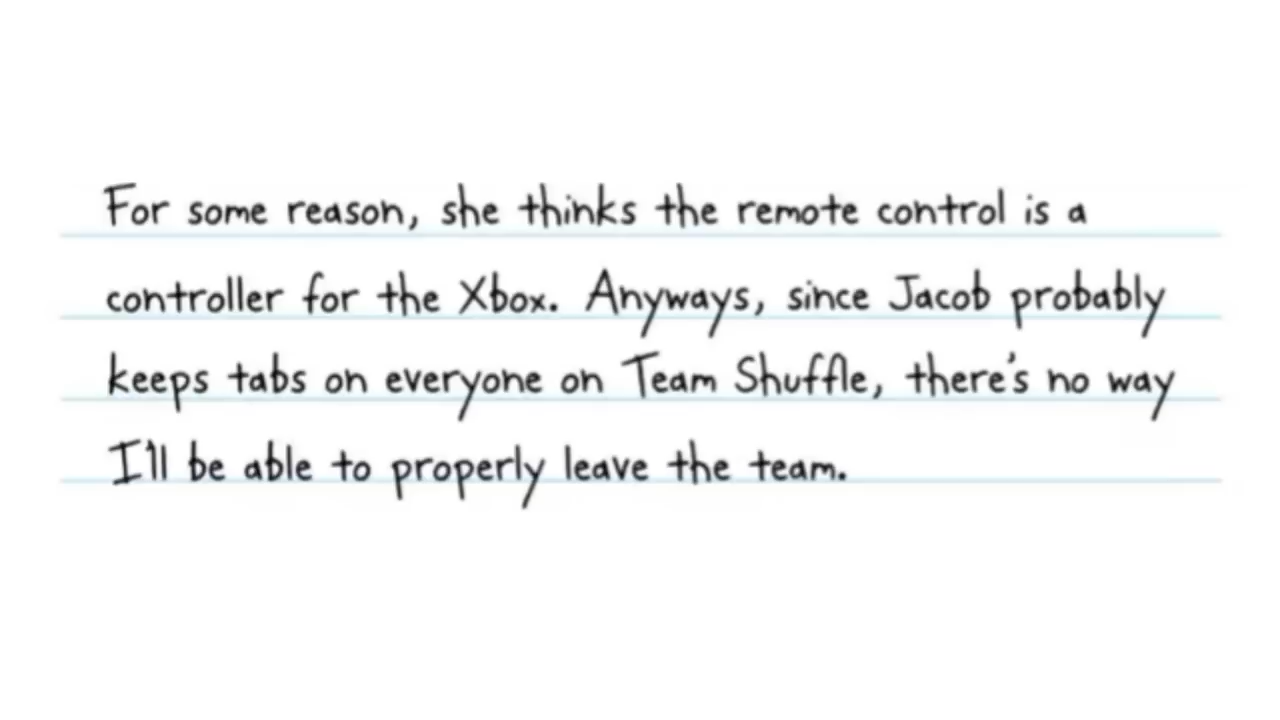 For some reason, she thinks the remote control is a
controller for the Xbox. Anyways, since Jacob probably
keeps tabs on everyone on Team Shuffle, there's no way
I'll be able to properly leave the team.